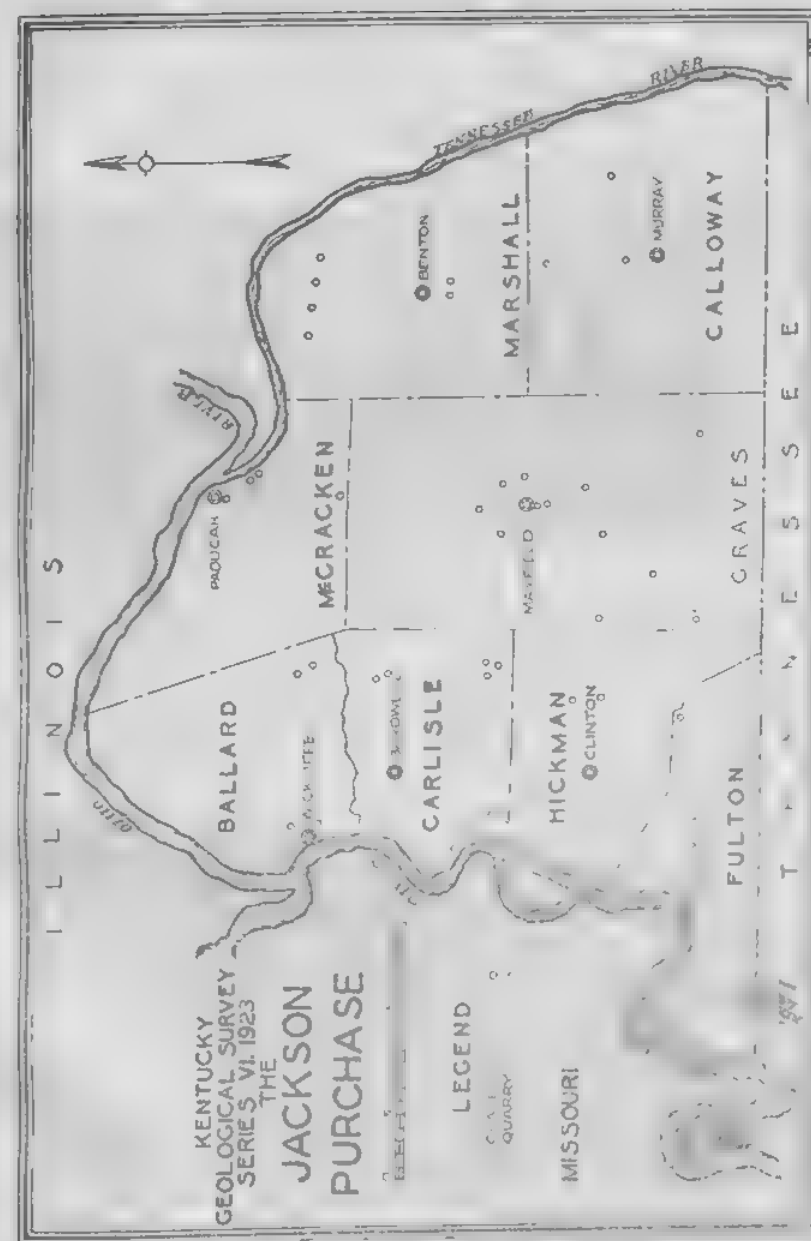 ILLINOIS
OHIO
RIVER
TENNESSEE RIVER
PADUCAH
BALLARD
McCRACKEN
BENTON
MARSHALL
CARLISLE
HICKMAN
CLINTON
GRAVES
MURRAY
CALLOWAY
FULTON
KENTUCKY
GEOLOGICAL SURVEY
SERIES VI. 1923
THE
JACKSON
PURCHASE
LEGEND
QUARRY
MISSOURI